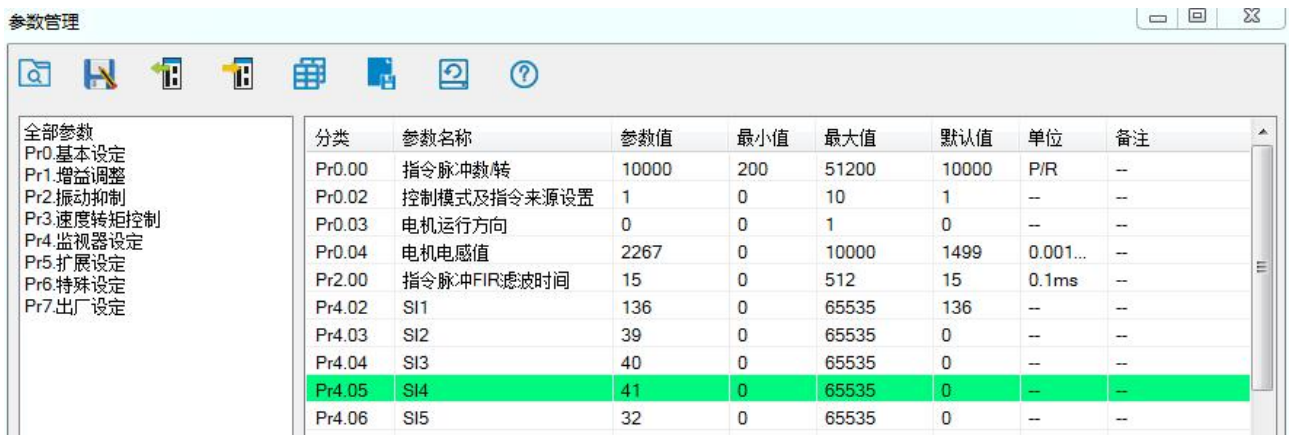 参数管理
全部参数
Pr0.基本设定
Pr1.增益调整
Pr2.振动抑制
Pr3.速度转矩控制
Pr4.监视器设定
Pr5.扩展设定
Pr6.特殊设定
Pr7.出厂设定
分类 参数名称 参数值 最小值 最大值 默认值 单位 备注
Pr0.00 指令脉冲数/转 10000 200 51200 10000 P/R --
Pr0.02 控制模式及指令来源设置 1 0 10 1 -- --
Pr0.03 电机运行方向 0 0 1 0 -- --
Pr0.04 电机电感值 2267 0 10000 1499 0.001... --
Pr2.00 指令脉冲FIR滤波时间 15 0 512 15 0.1ms --
Pr4.02 SI1 136 0 65535 136 -- --
Pr4.03 SI2 39 0 65535 0 -- --
Pr4.04 SI3 40 0 65535 0 -- --
Pr4.05 SI4 41 0 65535 0 -- --
Pr4.06 SI5 32 0 65535 0 -- --